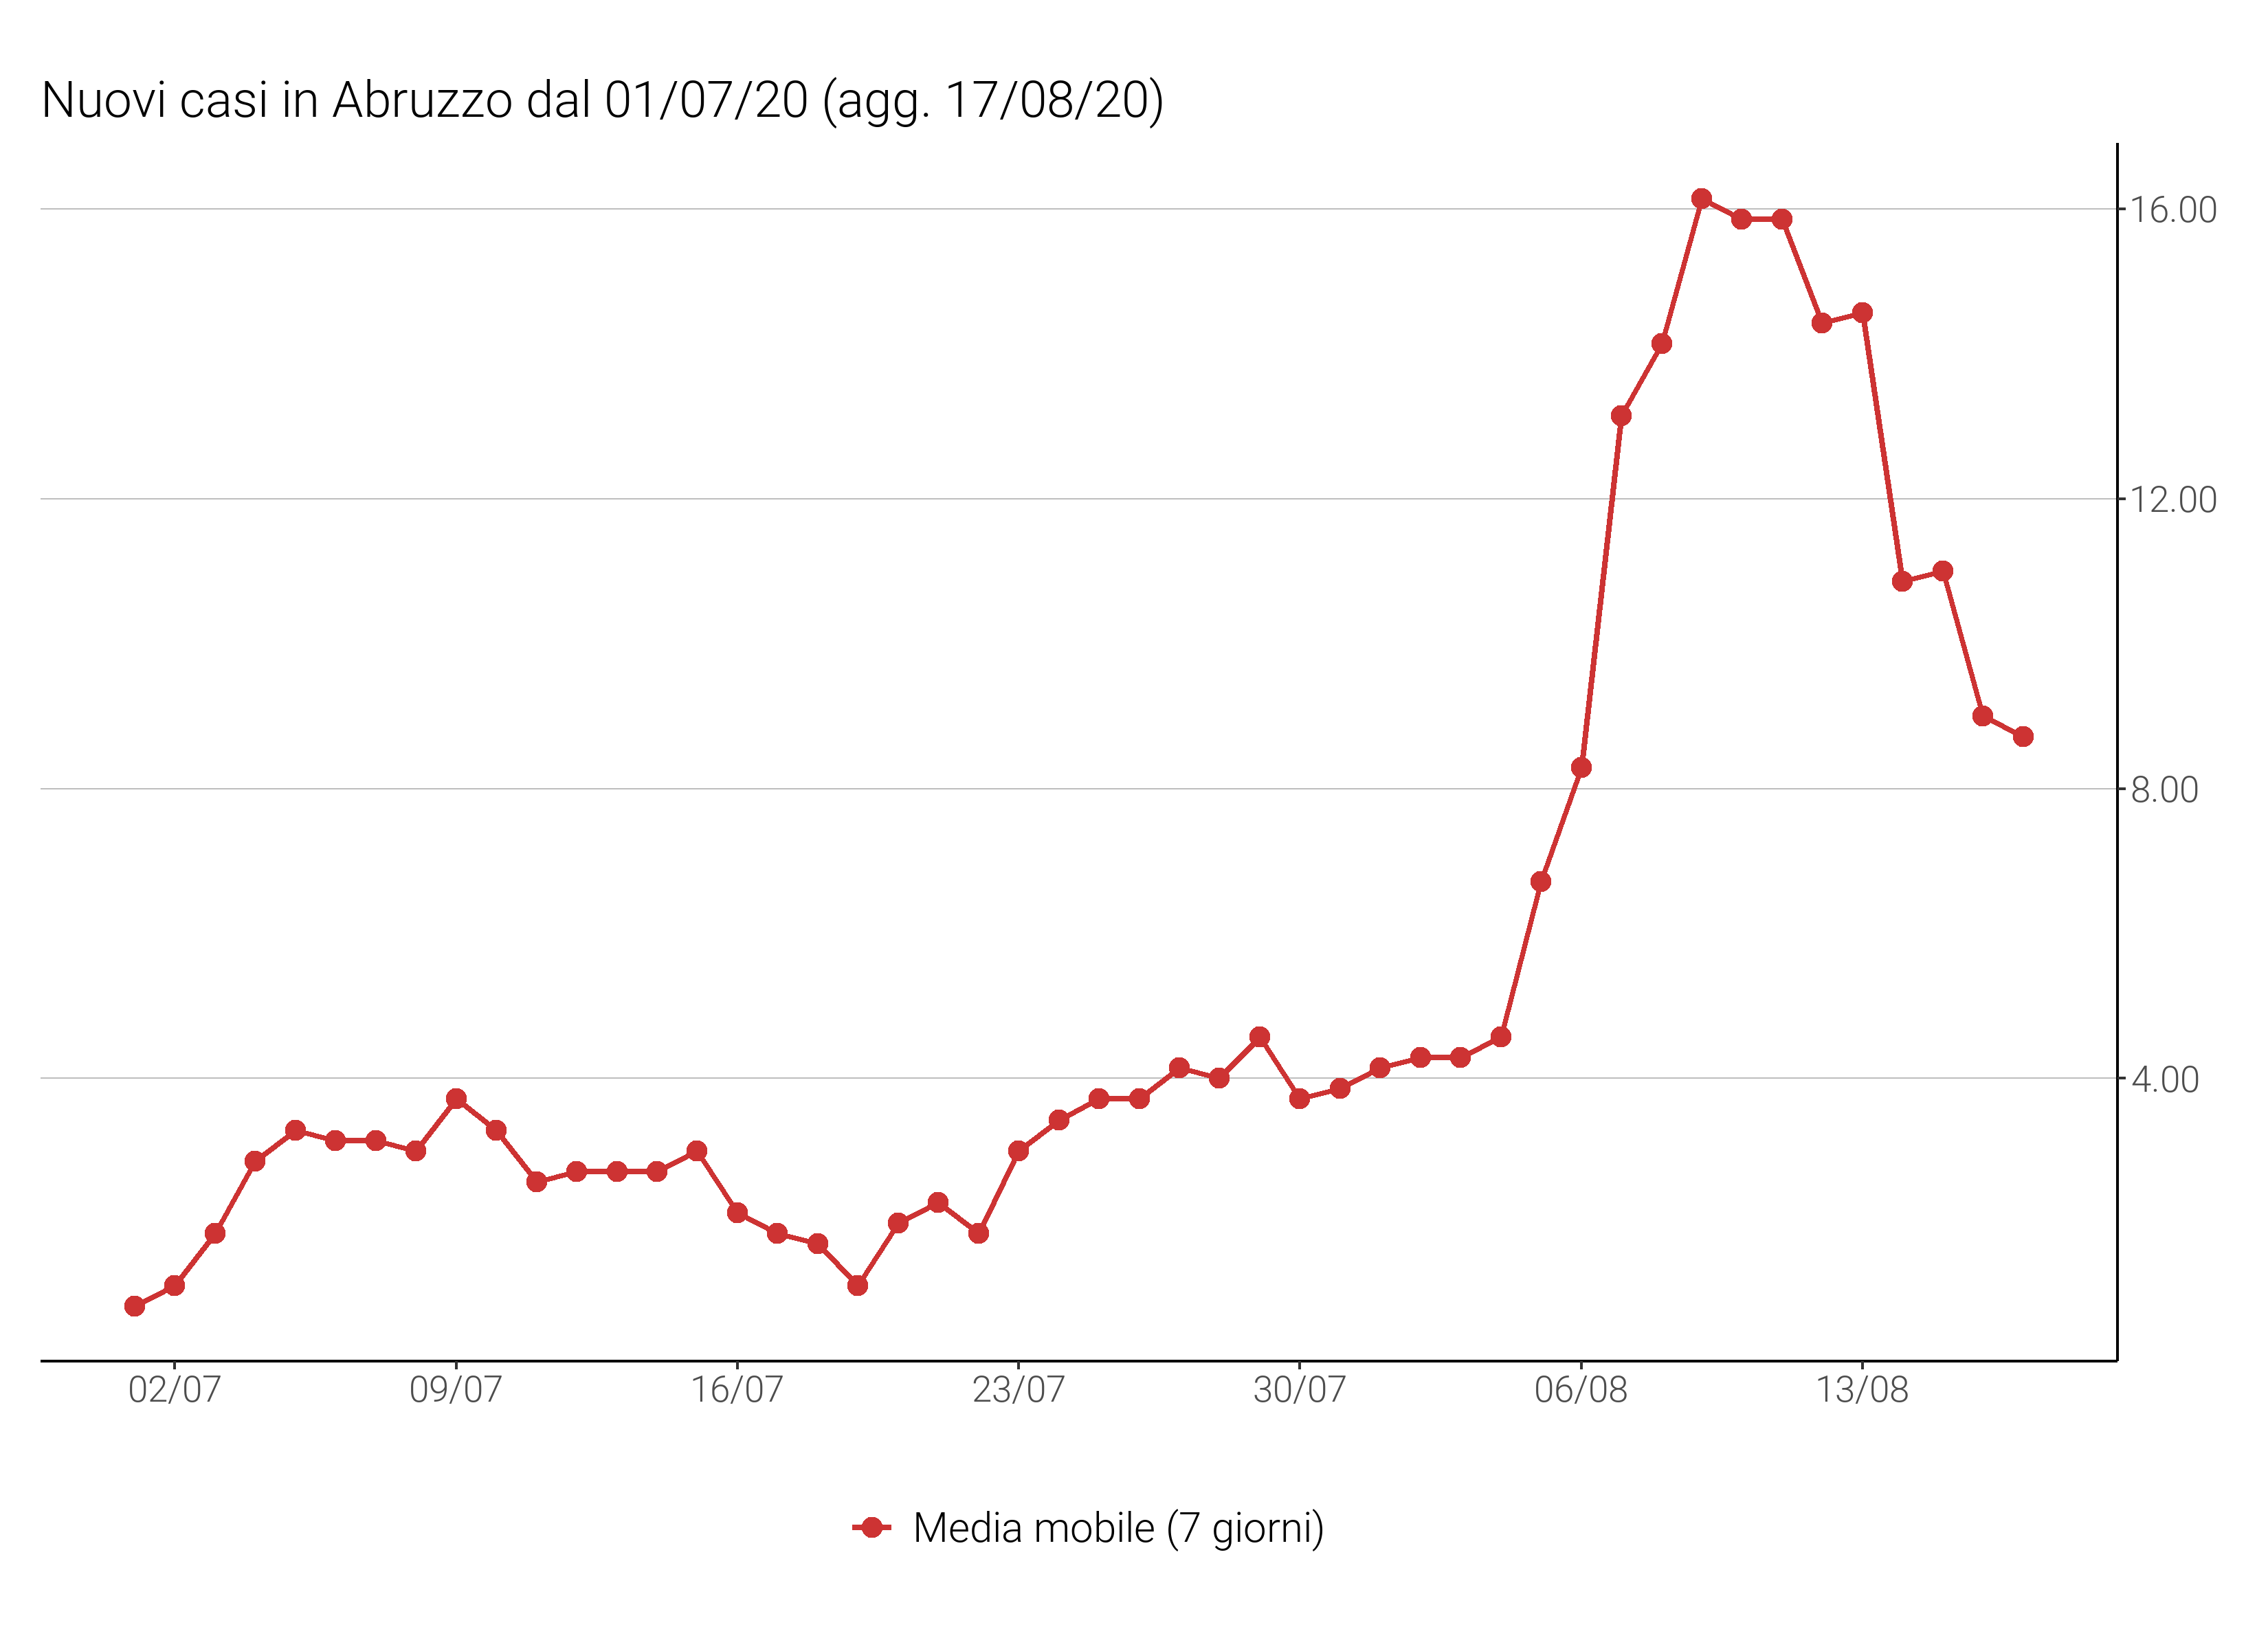 Nuovi casi in Abruzzo dal 01/07/20 (agg. 17/08/20)
16.00
12.00
8.00
4.00
02/07 09/07 16/07 23/07 30/07 06/08 13/08
Media mobile (7 giorni)